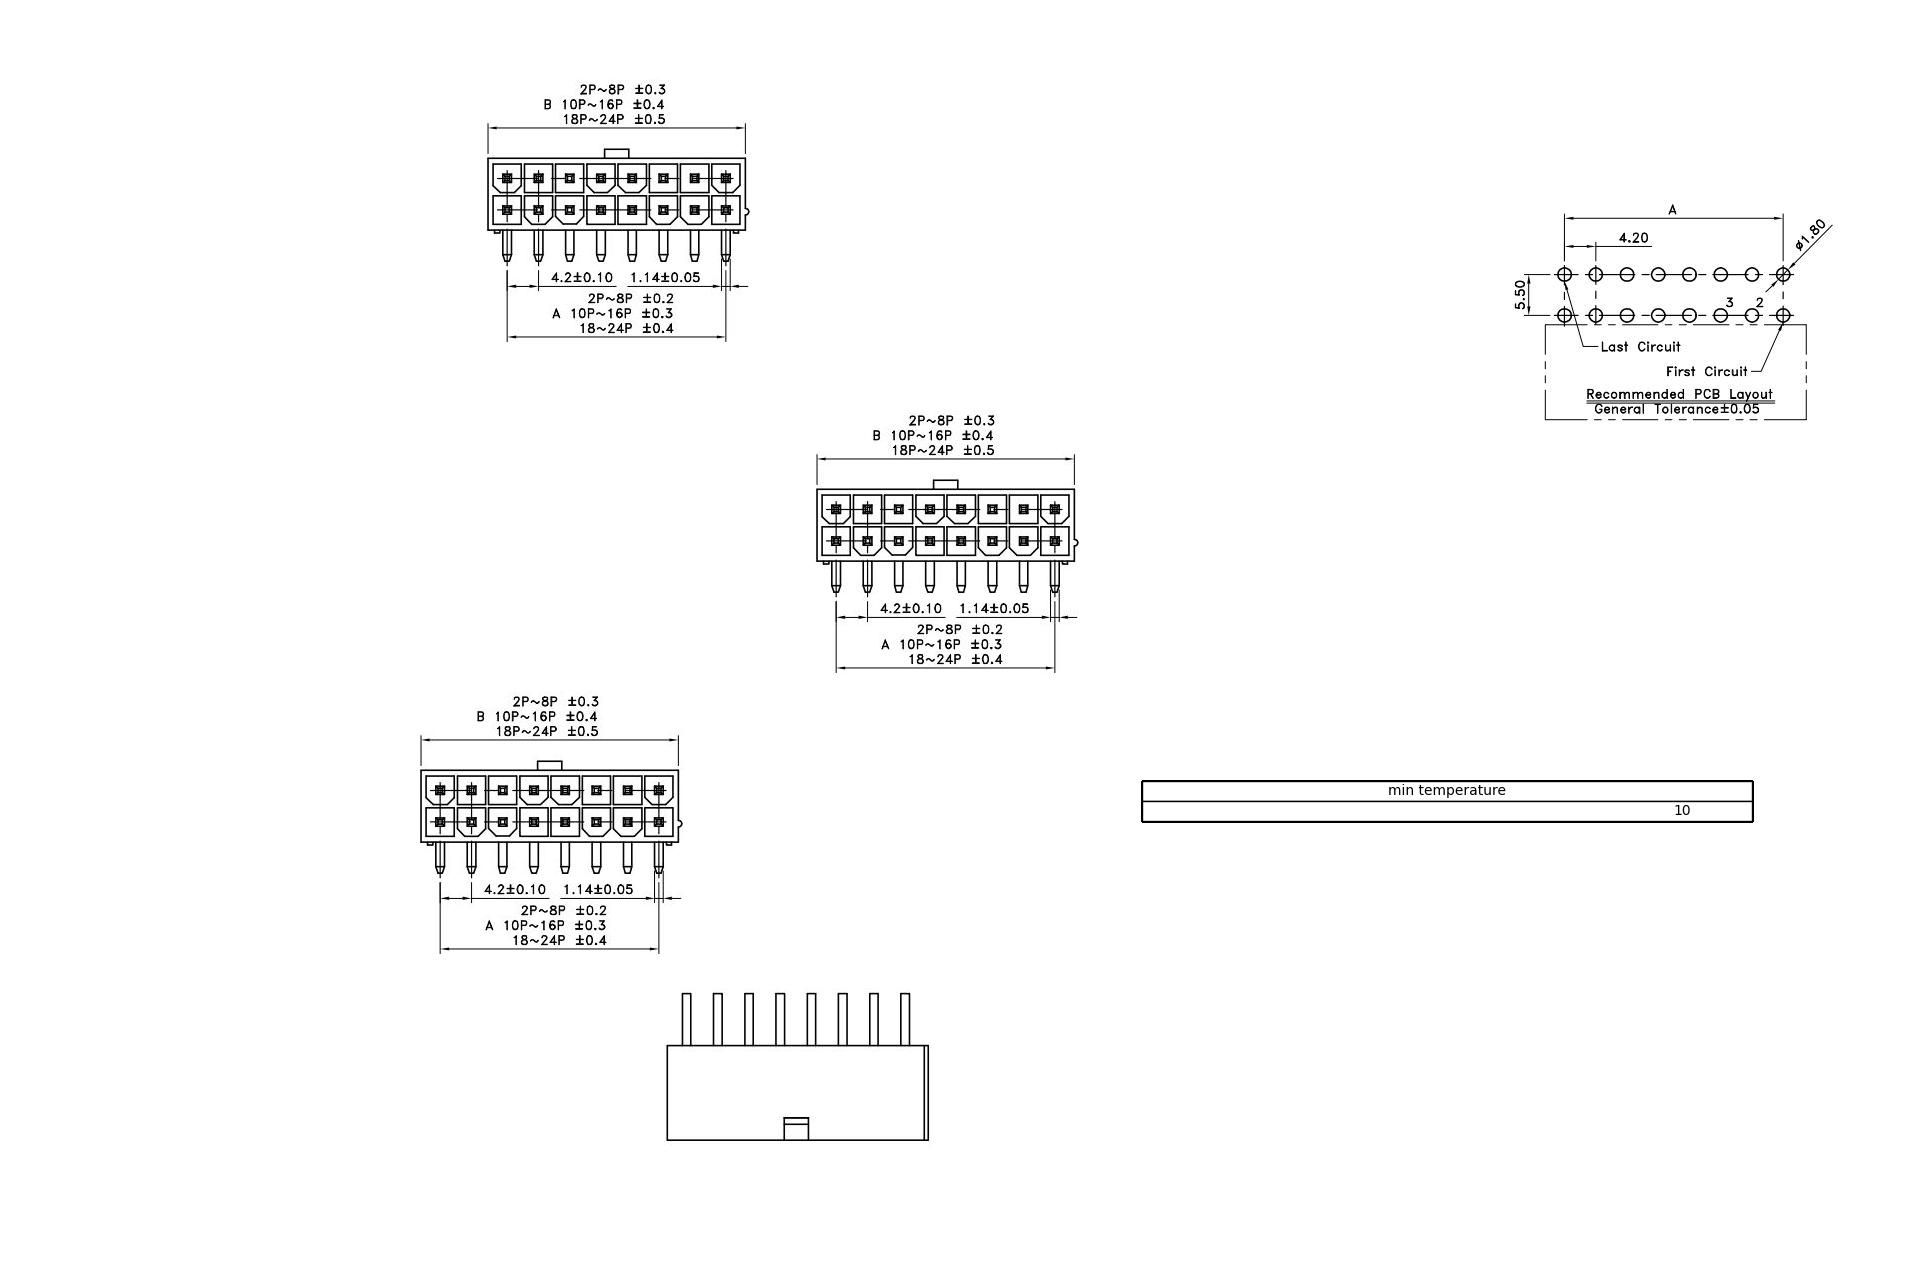 2P~8P ±0.3
B 10P~16P ±0.4
18P~24P ±0.5
4.2±0.10 1.14±0.05
2P~8P ±0.2
A 10P~16P ±0.3
18~24P ±0.4
A
4.20
ø1.80
5.50
3 2
Last Circuit
First Circuit
Recommended PCB Layout
General Tolerance±0.05
2P~8P ±0.3
B 10P~16P ±0.4
18P~24P ±0.5
4.2±0.10 1.14±0.05
2P~8P ±0.2
A 10P~16P ±0.3
18~24P ±0.4
2P~8P ±0.3
B 10P~16P ±0.4
18P~24P ±0.5
4.2±0.10 1.14±0.05
2P~8P ±0.2
A 10P~16P ±0.3
18~24P ±0.4
min temperature
10